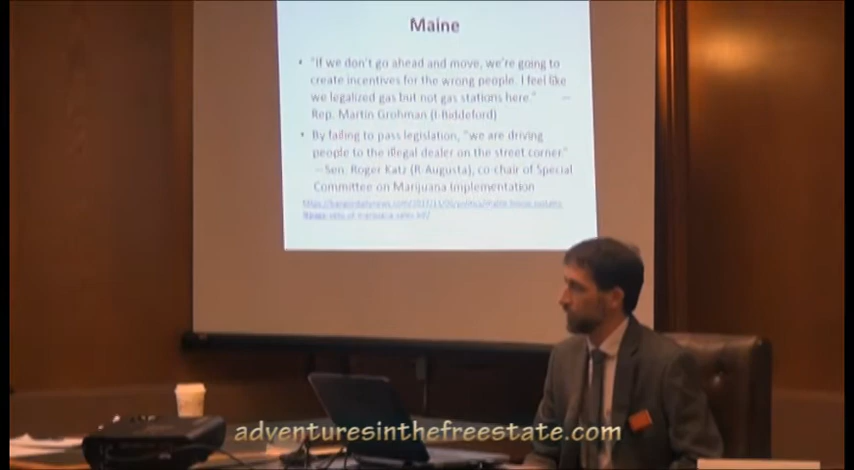 Maine
• "If we don't go ahead and move, we're going to
create incentives for the wrong people. I feel like
we legalized gas but not gas stations here." —
Rep. Martin Grohman (I-Biddeford)
• By failing to pass legislation, "we are driving
people to the illegal dealer on the street corner."
—Sen. Roger Katz (R-Augusta), co-chair of Special
Committee on Marijuana Implementation
adventuresinthefreestate.com